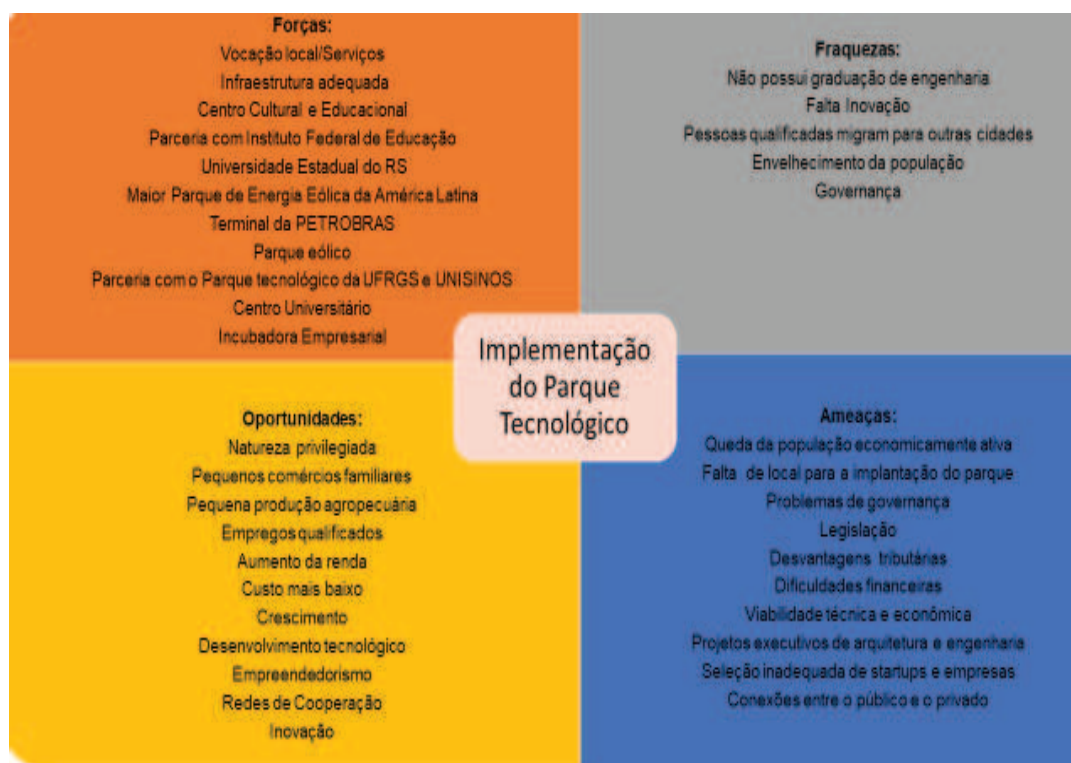 Forças:
Vocação local/Serviços
Infraestrutura adequada
Centro Cultural e Educacional
Parceria com Instituto Federal de Educação
Universidade Estadual do RS
Maior Parque de Energia Eólica da América Latina
Terminal da PETROBRAS
Parque eólico
Parceria com o Parque tecnológico da UFRGS e UNISINOS
Centro Universitário
Incubadora Empresarial
Fraquezas:
Não possui graduação de engenharia
Falta Inovação
Pessoas qualificadas migram para outras cidades
Envelhecimento da população
Governança
Implementação
do Parque
Tecnológico
Oportunidades:
Natureza privilegiada
Pequenos comércios familiares
Pequena produção agropecuária
Empregos qualificados
Aumento da renda
Custo mais baixo
Crescimento
Desenvolvimento tecnológico
Empreendedorismo
Redes de Cooperação
Inovação
Ameaças:
Queda da população economicamente ativa
Falta de local para a implantação do parque
Problemas de governança
Legislação
Desvantagens tributárias
Dificuldades financeiras
Viabilidade técnica e econômica
Projetos executivos de arquitetura e engenharia
Seleção inadequada de startups e empresas
Conexões entre o público e o privado